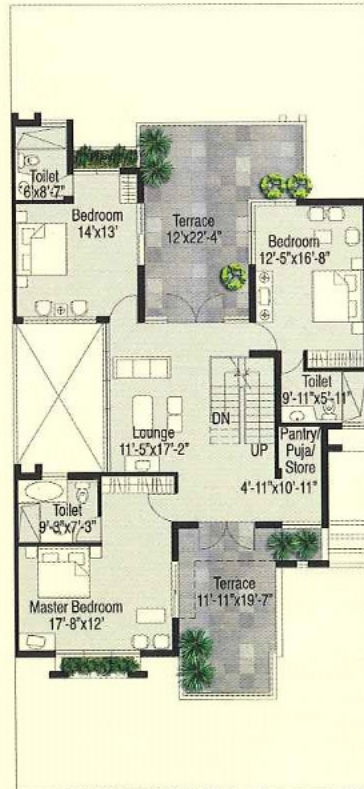 Toilet
6'x8'-7"
Bedroom
14'x13'
Terrace
12'x22'-4"
Bedroom
12'-5"x16'-8"
Toilet
9'-11"x5'-11"
DN
UP
Lounge
11'-5"x17'-2"
Pantry/
Puja/
Store
4'-11"x10'-11"
Toilet
9'-3"x7'-3"
Terrace
11'-11"x19'-7"
Master Bedroom
17'-8"x12'